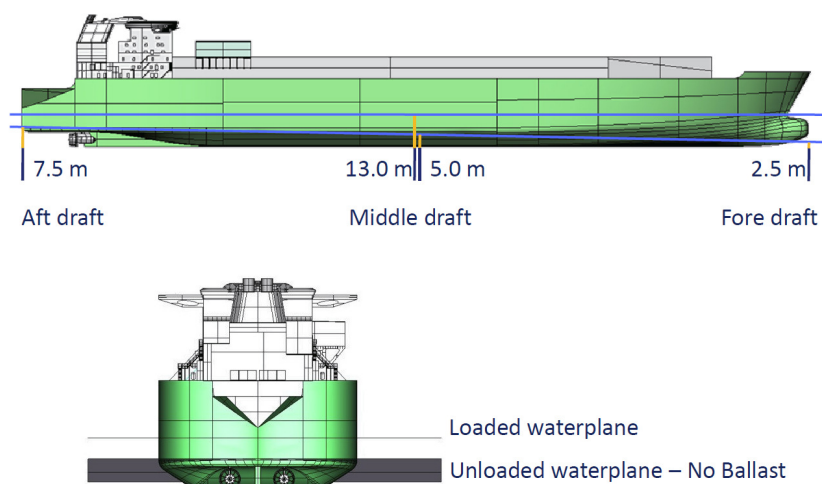 7.5 m
13.0 m
5.0 m
2.5 m
Aft draft
Middle draft
Fore draft
Loaded waterplane
Unloaded waterplane – No Ballast